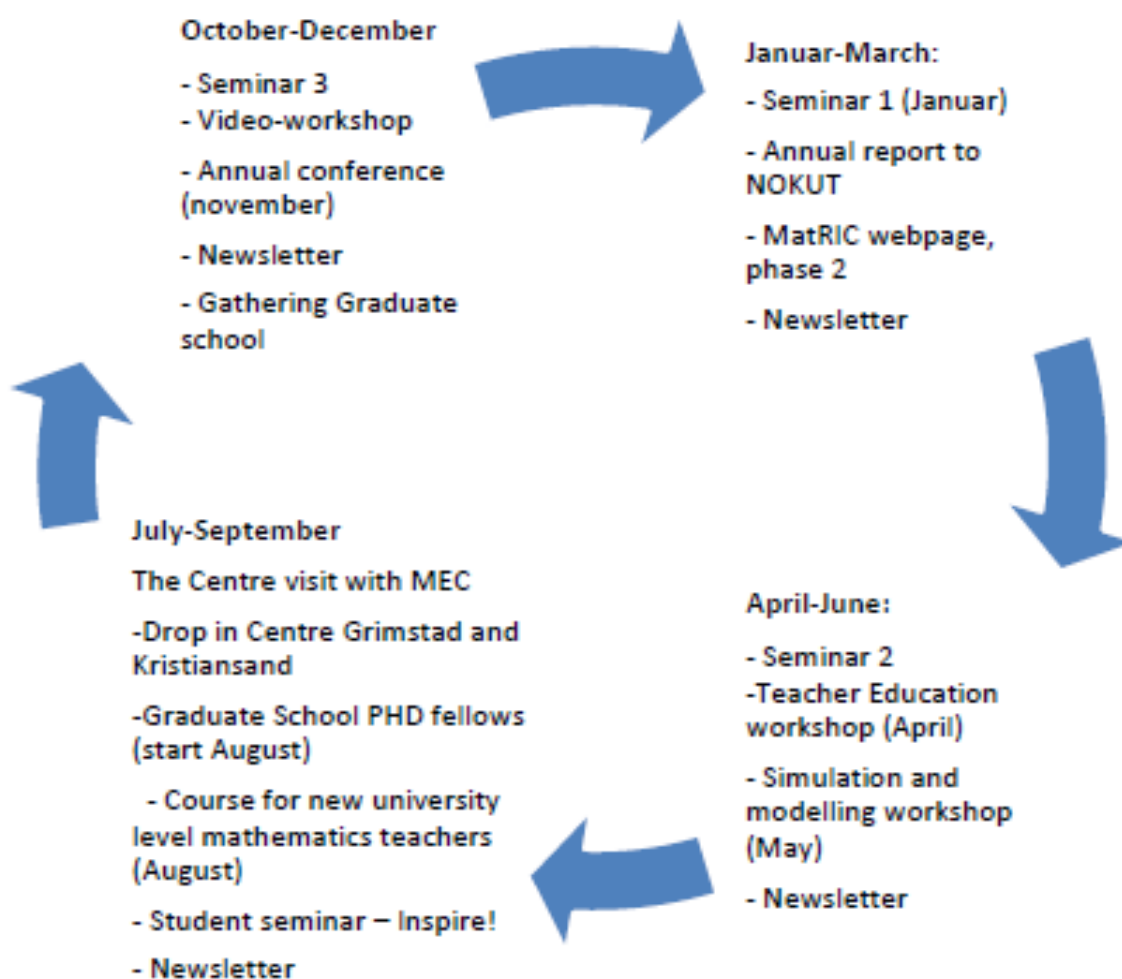 October-December
- Seminar 3
- Video-workshop
- Annual conference
(november)
- Newsletter
- Gathering Graduate
school
Januar-March:
- Seminar 1 (Januar)
- Annual report to
NOKUT
- MatRIC webpage,
phase 2
- Newsletter
April-June:
- Seminar 2
-Teacher Education
workshop (April)
- Simulation and
modelling workshop
(May)
- Newsletter
July-September
The Centre visit with MEC
-Drop in Centre Grimstad and
Kristiansand
-Graduate School PHD fellows
(start August)
- Course for new university
level mathematics teachers
(August)
- Student seminar – Inspire!
- Newsletter